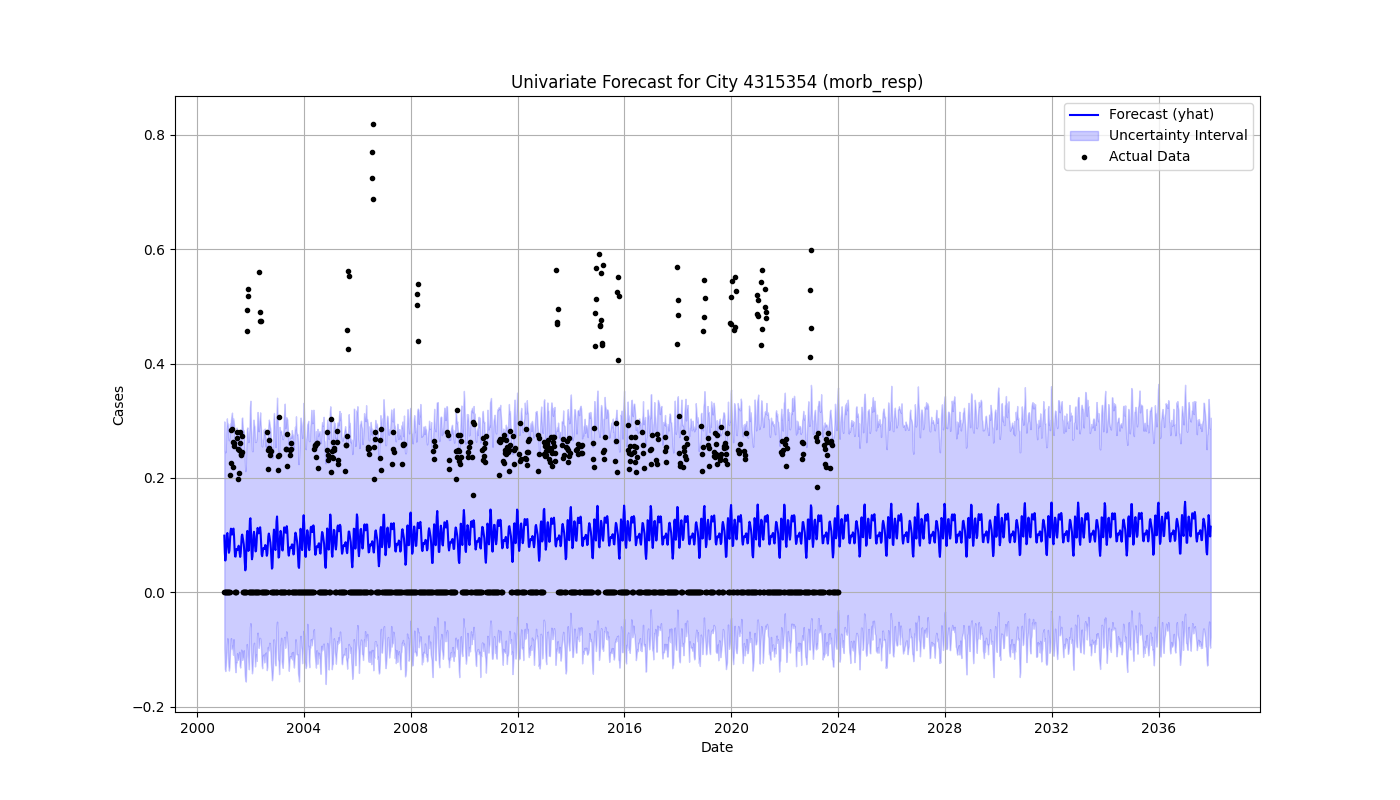 Univariate Forecast for City 4315354 (morb_resp)
Forecast (yhat)
Uncertainty Interval
Actual Data
Cases
0.8
0.6
0.4
0.2
0.0
−0.2
2000 2004 2008 2012 2016 2020 2024 2028 2032 2036
Date